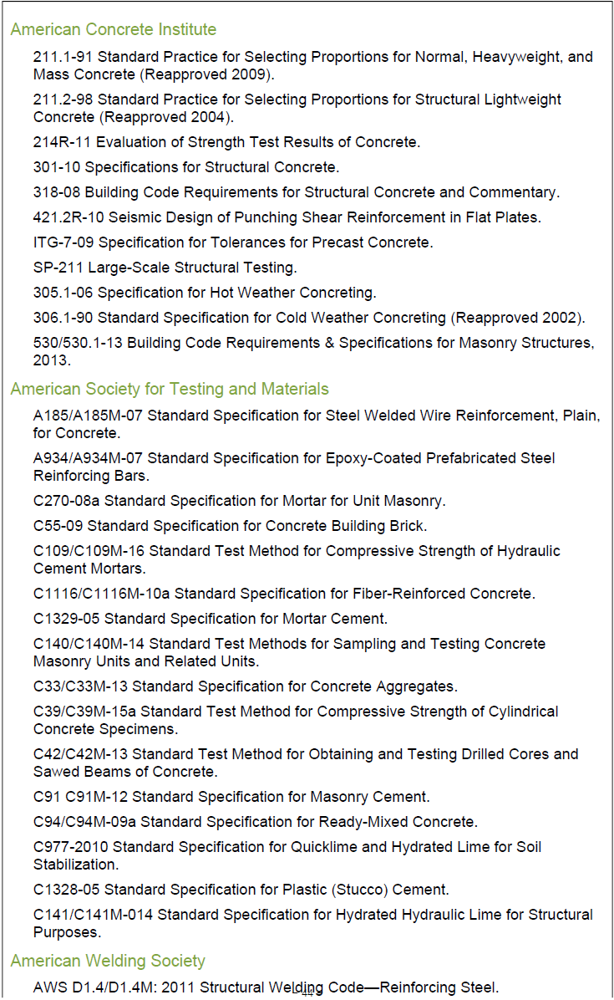 American Concrete Institute
211.1-91 Standard Practice for Selecting Proportions for Normal, Heavyweight, and
Mass Concrete (Reapproved 2009).
211.2-98 Standard Practice for Selecting Proportions for Structural Lightweight
Concrete (Reapproved 2004).
214R-11 Evaluation of Strength Test Results of Concrete.
301-10 Specifications for Structural Concrete.
318-08 Building Code Requirements for Structural Concrete and Commentary.
421.2R-10 Seismic Design of Punching Shear Reinforcement in Flat Plates.
ITG-7-09 Specification for Tolerances for Precast Concrete.
SP-211 Large-Scale Structural Testing.
305.1-06 Specification for Hot Weather Concreting.
306.1-90 Standard Specification for Cold Weather Concreting (Reapproved 2002).
530/530.1-13 Building Code Requirements & Specifications for Masonry Structures,
2013.
American Society for Testing and Materials
A185/A185M-07 Standard Specification for Steel Welded Wire Reinforcement, Plain,
for Concrete.
A934/A934M-07 Standard Specification for Epoxy-Coated Prefabricated Steel
Reinforcing Bars.
C270-08a Standard Specification for Mortar for Unit Masonry.
C55-09 Standard Specification for Concrete Building Brick.
C109/C109M-16 Standard Test Method for Compressive Strength of Hydraulic
Cement Mortars.
C1116/C1116M-10a Standard Specification for Fiber-Reinforced Concrete.
C1329-05 Standard Specification for Mortar Cement.
C140/C140M-14 Standard Test Methods for Sampling and Testing Concrete
Masonry Units and Related Units.
C33/C33M-13 Standard Specification for Concrete Aggregates.
C39/C39M-15a Standard Test Method for Compressive Strength of Cylindrical
Concrete Specimens.
C42/C42M-13 Standard Test Method for Obtaining and Testing Drilled Cores and
Sawed Beams of Concrete.
C91 C91M-12 Standard Specification for Masonry Cement.
C94/C94M-09a Standard Specification for Ready-Mixed Concrete.
C977-2010 Standard Specification for Quicklime and Hydrated Lime for Soil
Stabilization.
C1328-05 Standard Specification for Plastic (Stucco) Cement.
C141/C141M-014 Standard Specification for Hydrated Hydraulic Lime for Structural
Purposes.
American Welding Society
AWS D1.4/D1.4M: 2011 Structural Welding Code—Reinforcing Steel.
44